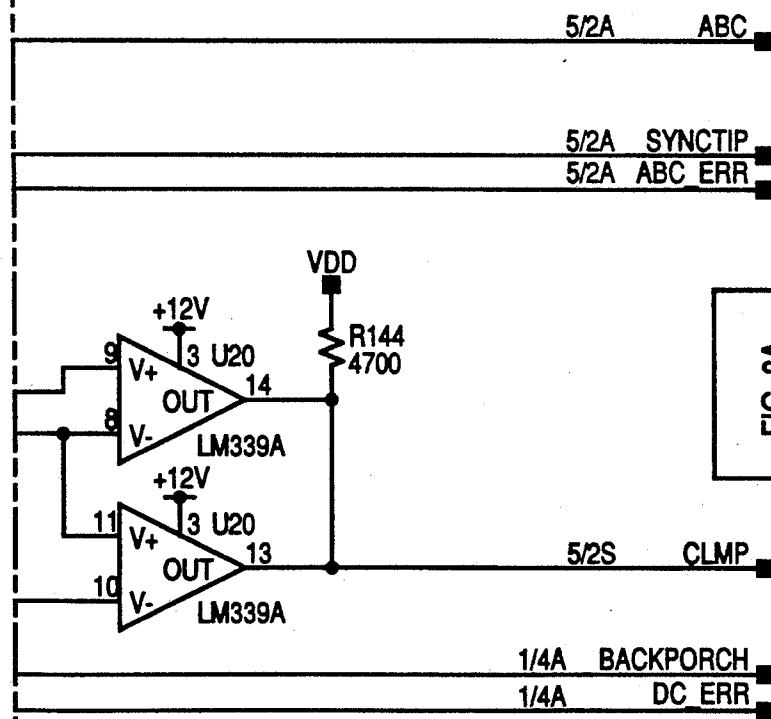 5/2A ABC
5/2A SYNCTIP
5/2A ABC_ERR
VDD
+12V
R144
4700
3 U20
9
V+
OUT
14
8
V-
LM339A
+12V
3 U20
11
V+
OUT
13
10
V-
LM339A
5/2S CLMP
1/4A BACKPORCH
1/4A DC_ERR